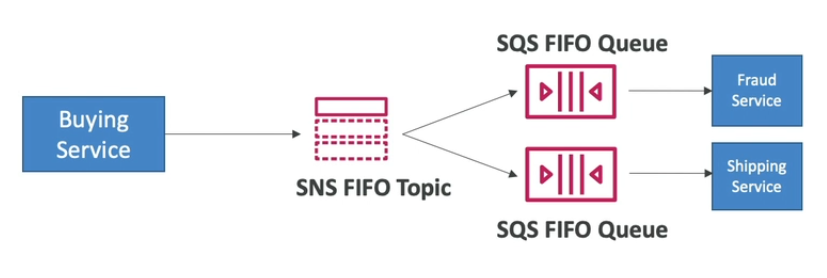 Buying
Service
SNS FIFO Topic
SQS FIFO Queue
Fraud
Service
SQS FIFO Queue
Shipping
Service